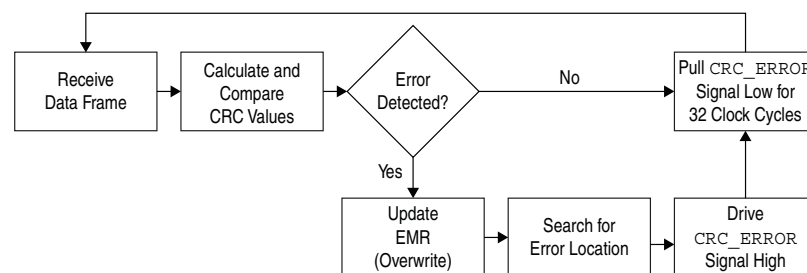 Receive
Data Frame
Calculate and
Compare
CRC Values
Error
Detected?
No
Pull CRC_ERROR
Signal Low for
32 Clock Cycles
Yes
Update
EMR
(Overwrite)
Search for
Error Location
Drive
CRC_ERROR
Signal High